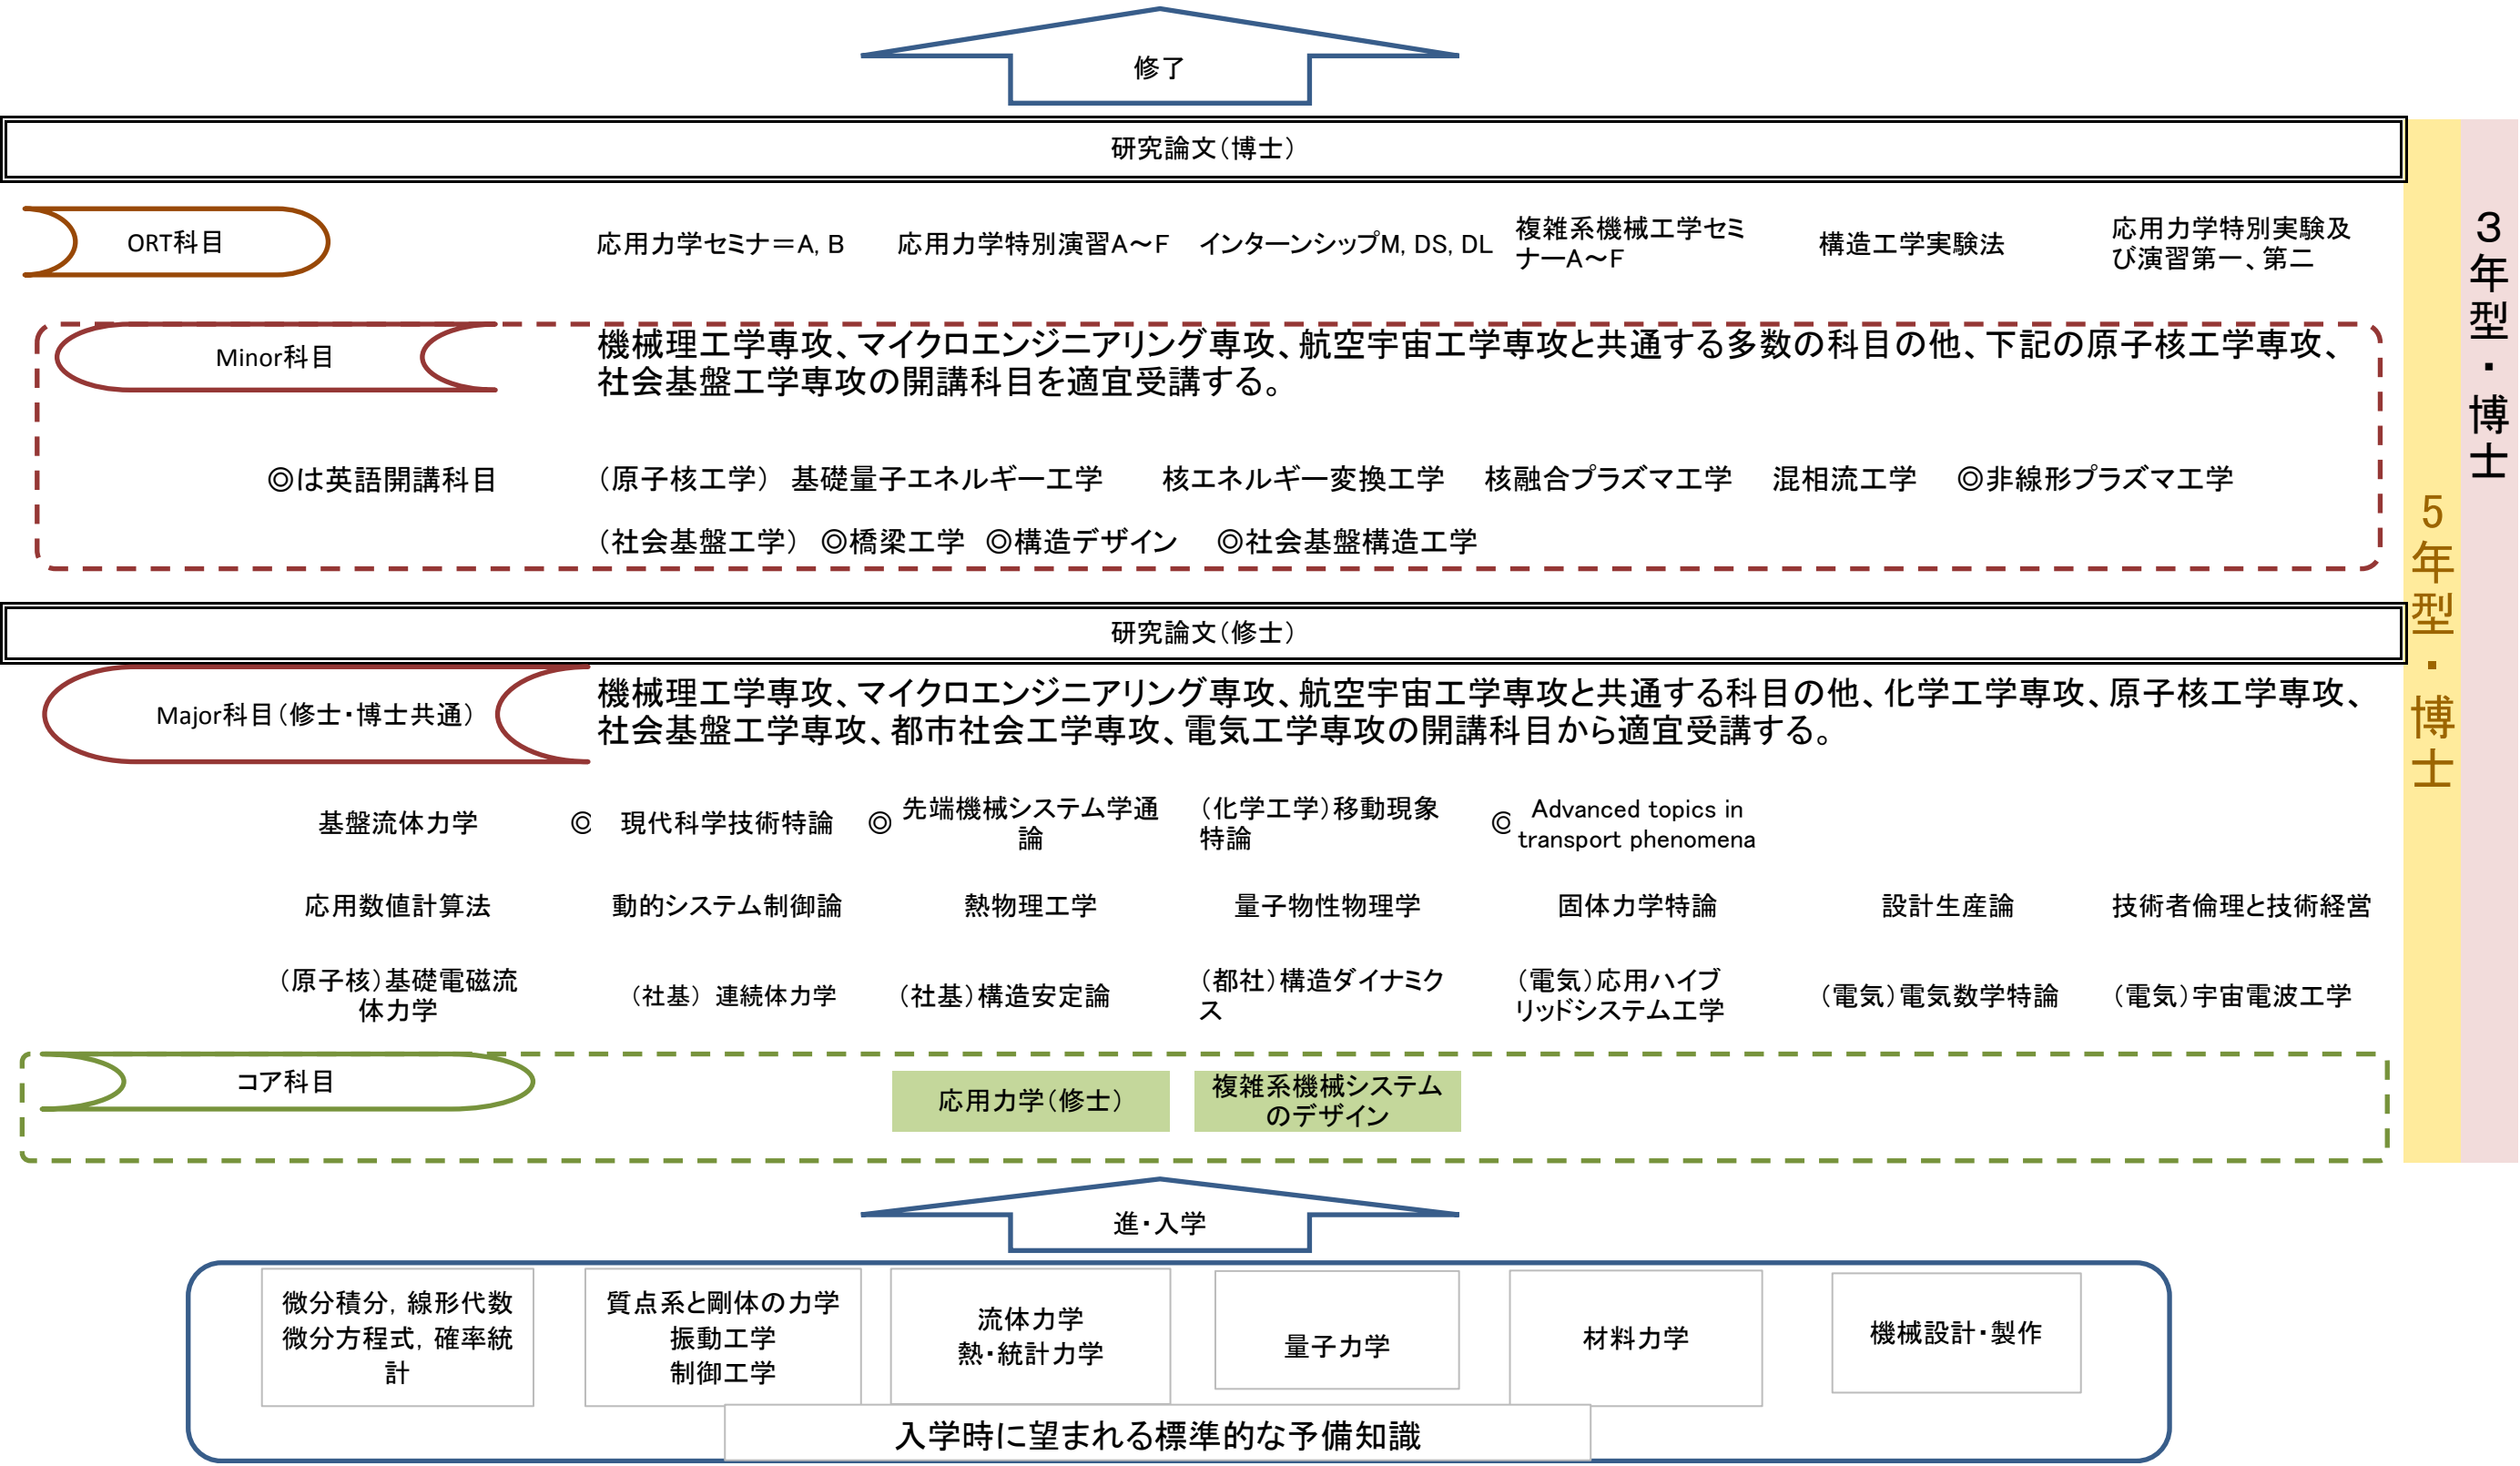 修了
研究論文（博士）
ORT科目
応用力学セミナ＝A, B
応用力学特別演習A～F
インターンシップM, DS, DL
複雑系機械工学セミ
ナーA～F
構造工学実験法
応用力学特別実験及
び演習第一、第二
Minor科目
機械理工学専攻、マイクロエンジニアリング専攻、航空宇宙工学専攻と共通する多数の科目の他、下記の原子核工学専攻、
社会基盤工学専攻の開講科目を適宜受講する。
◎は英語開講科目
（原子核工学） 基礎量子エネルギー工学
核エネルギー変換工学
核融合プラズマ工学
混相流工学
◎非線形プラズマ工学
（社会基盤工学） ◎橋梁工学 ◎構造デザイン ◎社会基盤構造工学
研究論文（修士）
Major科目（修士・博士共通）
機械理工学専攻、マイクロエンジニアリング専攻、航空宇宙工学専攻と共通する科目の他、化学工学専攻、原子核工学専攻、
社会基盤工学専攻、都市社会工学専攻、電気工学専攻の開講科目から適宜受講する。
基盤流体力学
◎ 現代科学技術特論
◎ 先端機械システム学通
論
（化学工学）移動現象
特論
◎ Advanced topics in
transport phenomena
応用数値計算法
動的システム制御論
熱物理工学
量子物性物理学
固体力学特論
設計生産論
技術者倫理と技術経営
（原子核）基礎電磁流
体力学
（社基） 連続体力学
（社基）構造安定論
（都社）構造ダイナミク
ス
（電気）応用ハイブ
リッドシステム工学
（電気）電気数学特論
（電気）宇宙電波工学
コア科目
応用力学（修士）
複雑系機械システム
のデザイン
5年型・博士
3年型・博士
進・入学
微分積分, 線形代数
微分方程式, 確率統
計
質点系と剛体の力学
振動工学
制御工学
流体力学
熱・統計力学
量子力学
材料力学
機械設計・製作
入学時に望まれる標準的な予備知識